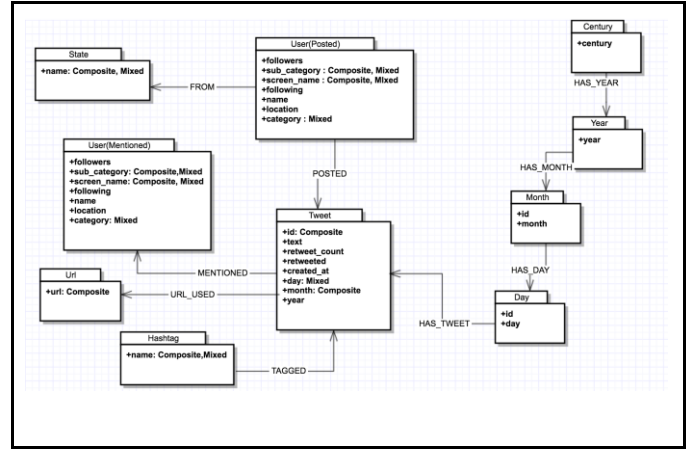 State
+name: Composite, Mixed
FROM
User(Posted)
+followers
+sub_category : Composite, Mixed
+screen_name : Composite, MIxed
+following
+name
+location
+category : Mixed
Century
+century
HAS_YEAR
Year
+year
HAS_MONTH
Month
+id
+month
HAS_DAY
Day
+id
+day
HAS_TWEET
User(Mentioned)
+followers
+sub_category: Composite,Mixed
+screen_name: Composite, Mixed
+following
+name
+location
+category: Mixed
POSTED
Tweet
+id: Composite
+text
+retweet_count
+retweeted
+created_at
+day: Mixed
+month: Composite
+year
MENTIONED
Url
+url: Composite
URL_USED
Hashtag
+name: Composite,Mixed
TAGGED